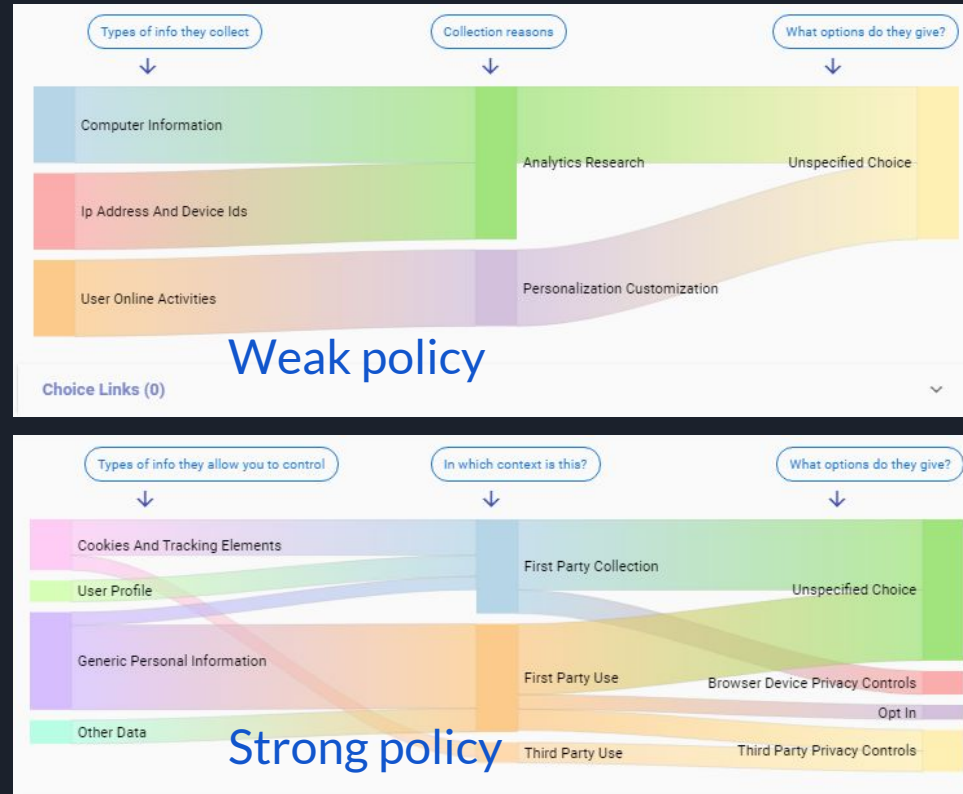 Types of info they collect
Collection reasons
What options do they give?
Computer Information
Analytics Research
Unspecified Choice
Ip Address And Device Ids
Personalization Customization
User Online Activities
Weak policy
Choice Links (0)
Types of info they allow you to control
In which context is this?
What options do they give?
Cookies And Tracking Elements
First Party Collection
User Profile
Unspecified Choice
Generic Personal Information
First Party Use
Browser Device Privacy Controls
Opt In
Other Data
Strong policy
Third Party Use
Third Party Privacy Controls